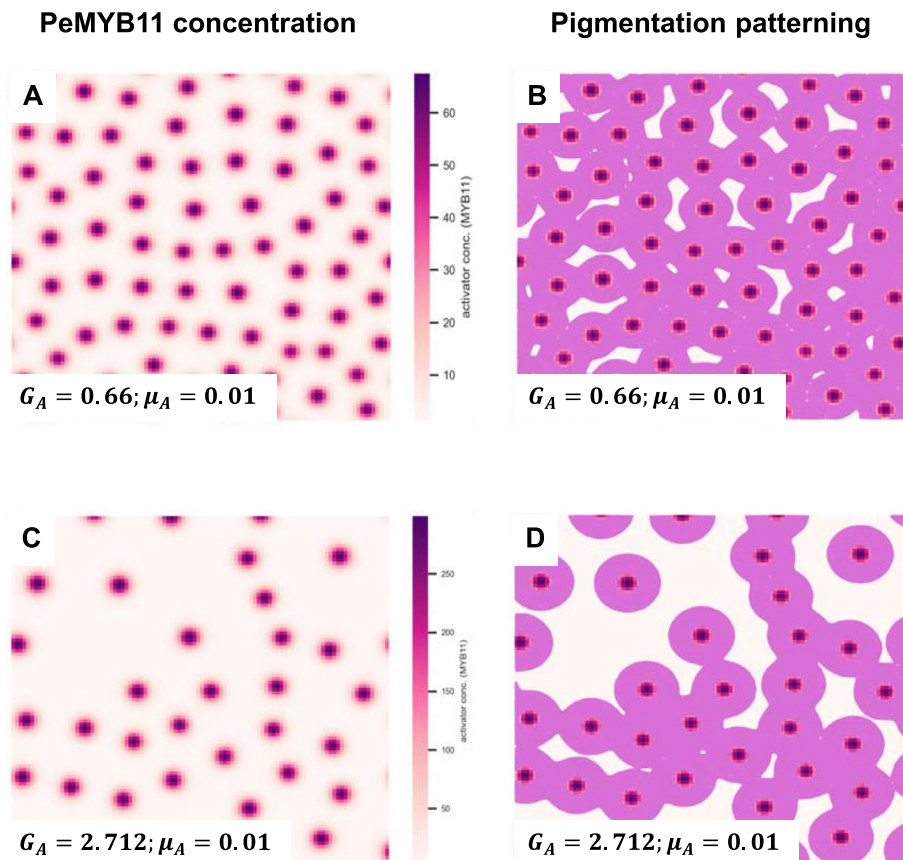 PeMYB11 concentration
Pigmentation patterning
A
60
50
40
30
20
10
activator conc. (MYB11)
G_A = 0.66; μ_A = 0.01
B
G_A = 0.66; μ_A = 0.01
C
250
200
150
100
50
activator conc. (MYB11)
G_A = 2.712; μ_A = 0.01
D
G_A = 2.712; μ_A = 0.01